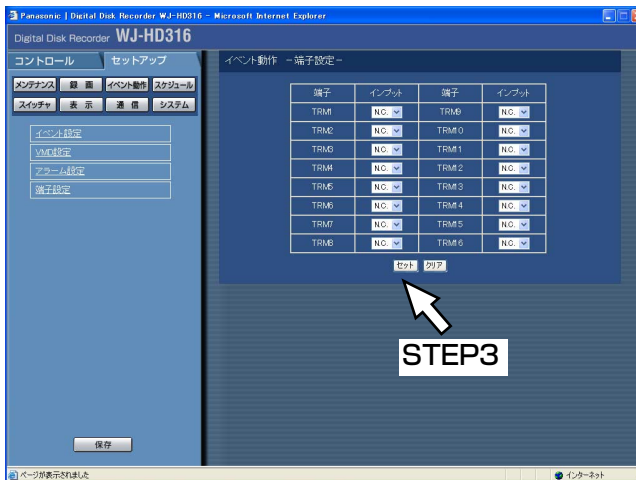 Panasonic | Digital Disk Recorder WJ-HD316 - Microsoft Internet Explorer
Digital Disk Recorder WJ-HD316
コントロール セットアップ
メンテナンス 録 画 イベント動作 スケジュール
スイッチャ 表 示 通 信 システム
イベント設定
VMD設定
アラーム設定
端子設定
保存
イベント動作 －端子設定－
端子 インプット 端子 インプット
TRM1 N.C. TRM9 N.C.
TRM2 N.C. TRM10 N.C.
TRM3 N.C. TRM11 N.C.
TRM4 N.C. TRM12 N.C.
TRM5 N.C. TRM13 N.C.
TRM6 N.C. TRM14 N.C.
TRM7 N.C. TRM15 N.C.
TRM8 N.C. TRM16 N.C.
セット クリア
STEP3
ページが表示されました インターネット